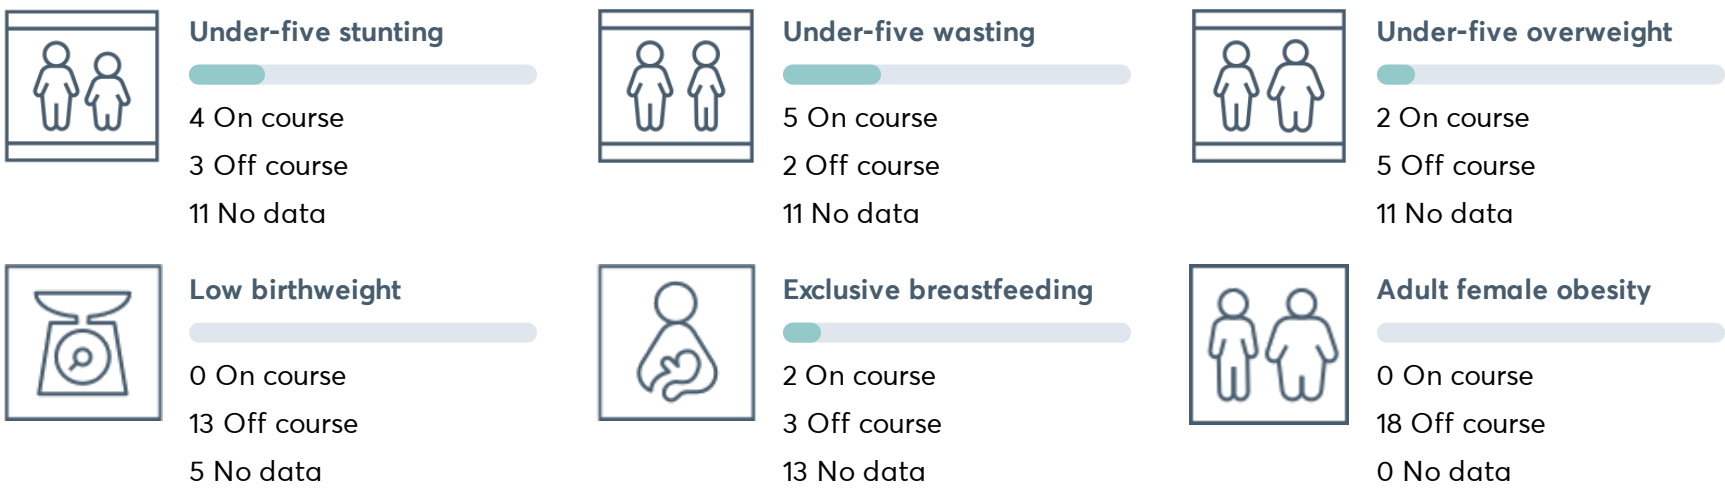 Under-five stunting
4 On course
3 Off course
11 No data
Under-five wasting
5 On course
2 Off course
11 No data
Under-five overweight
2 On course
5 Off course
11 No data
Low birthweight
0 On course
13 Off course
5 No data
Exclusive breastfeeding
2 On course
3 Off course
13 No data
Adult female obesity
0 On course
18 Off course
0 No data